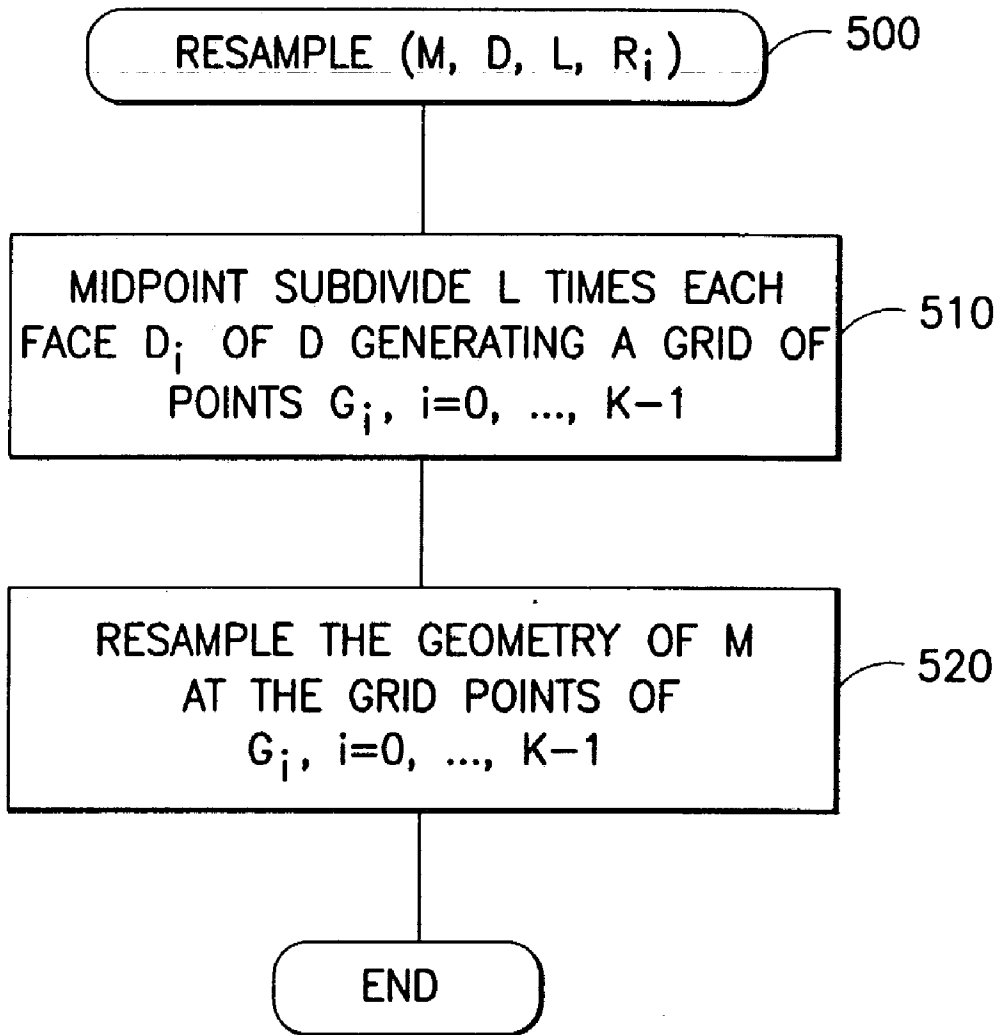 RESAMPLE (M, D, L, Ri)
500
MIDPOINT SUBDIVIDE L TIMES EACH
FACE Di OF D GENERATING A GRID OF
POINTS Gi, i=0, ..., K-1
510
RESAMPLE THE GEOMETRY OF M
AT THE GRID POINTS OF
Gi, i=0, ..., K-1
520
END